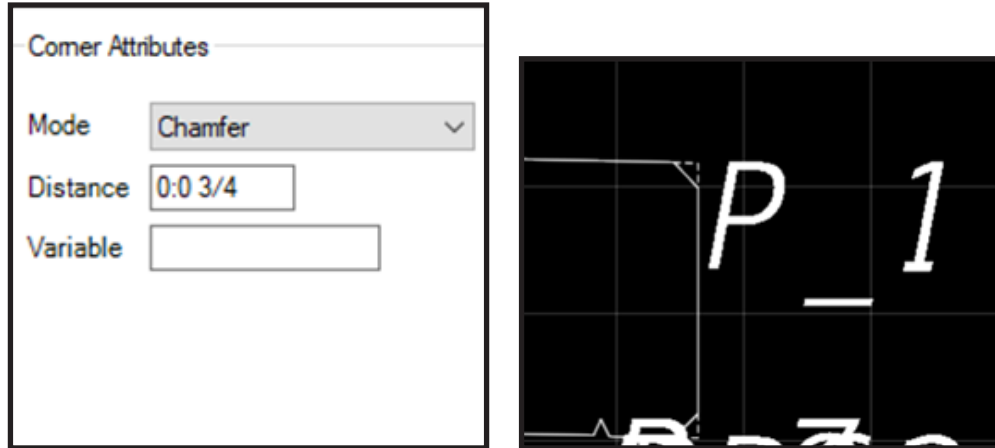 Corner Attributes
Mode Chamfer
Distance 0:0 3/4
Variable
P_1